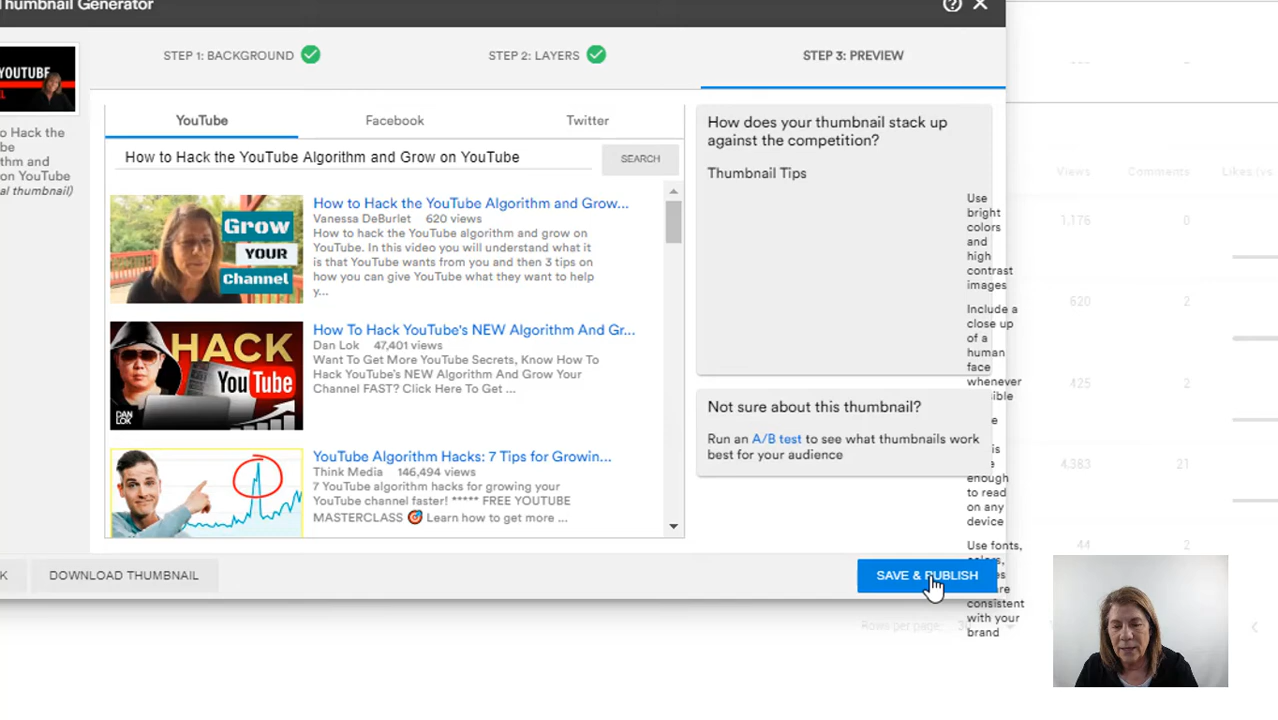 Thumbnail Generator
STEP 1: BACKGROUND
STEP 2: LAYERS
STEP 3: PREVIEW
YOUTUBE
o Hack the
be
ithm and
on YouTube
al thumbnail)
YouTube
Facebook
Twitter
How to Hack the YouTube Algorithm and Grow on YouTube
SEARCH
Grow
YOUR
Channel
How to Hack the YouTube Algorithm and Grow...
Vanessa DeBurlet 620 views
How to hack the YouTube algorithm and grow on
YouTube. In this video you will understand what it
is that YouTube wants from you and then 3 tips on
how you can give YouTube what they want to help
y...
HACK
YouTube
DAN
LOK
How To Hack YouTube's NEW Algorithm And Gr...
Dan Lok 47,401 views
Want To Get More YouTube Secrets, Know How To
Hack YouTube's NEW Algorithm And Grow Your
Channel FAST? Click Here To Get ...
YouTube Algorithm Hacks: 7 Tips for Growin...
Think Media 146,494 views
7 YouTube algorithm hacks for growing your
YouTube channel faster! ***** FREE YOUTUBE
MASTERCLASS 🎯 Learn how to get more ...
How does your thumbnail stack up
against the competition?
Thumbnail Tips
Use
bright
colors
and
high
contrast
images
Include a
close up
of a
human
face
whenever
Not sure about this thumbnail?
Run an A/B test to see what thumbnails work
best for your audience
enough
to read
on any
device
Use fonts,
consistent
with your
brand
K
DOWNLOAD THUMBNAIL
SAVE & PUBLISH
Views
Comments
Likes (vs.
1,176
0
620
2
425
2
4,383
21
44
2
Rows per page: